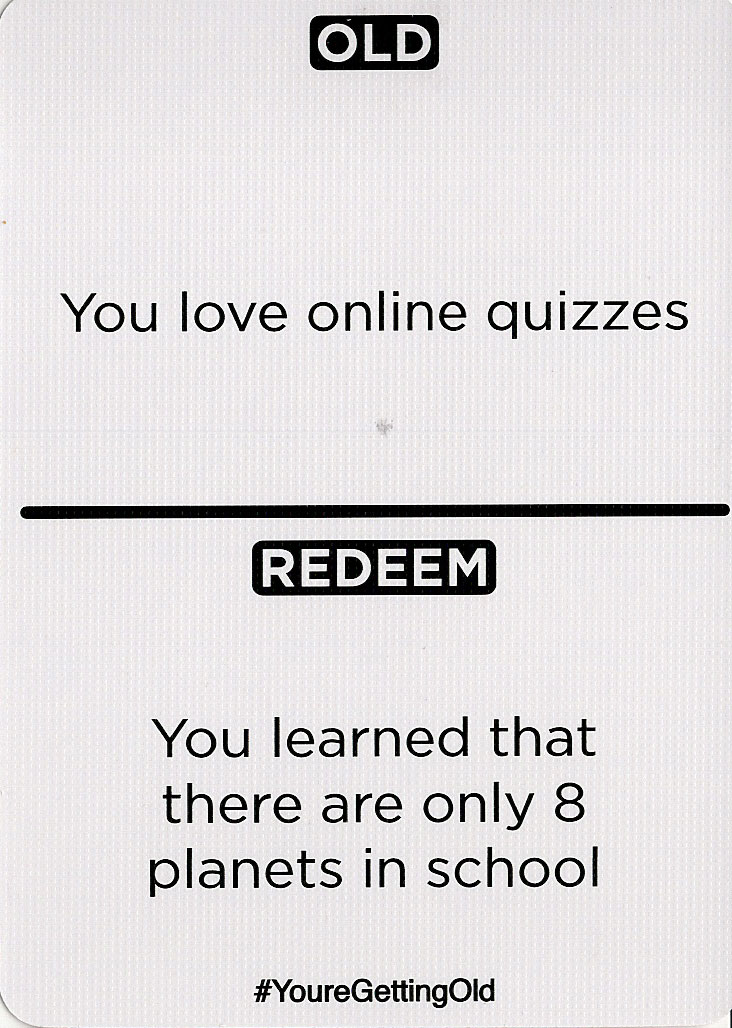 OLD
You love online quizzes
REDEEM
You learned that
there are only 8
planets in school
#YoureGettingOld